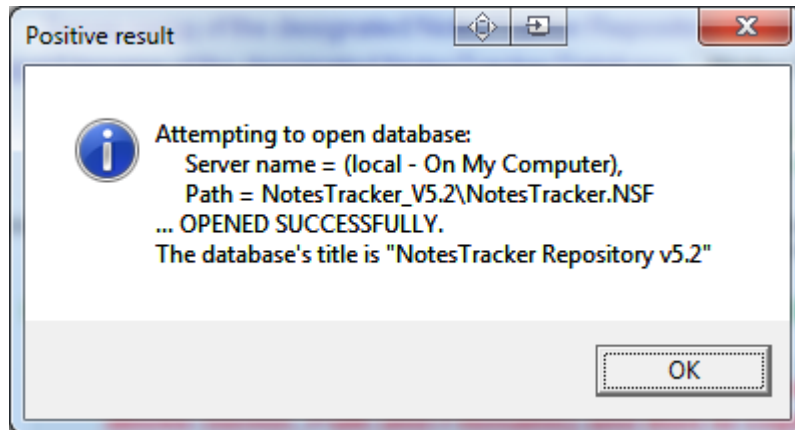 Positive result
Attempting to open database:
Server name = (local - On My Computer),
Path = NotesTracker_V5.2\NotesTracker.NSF
... OPENED SUCCESSFULLY.
The database's title is "NotesTracker Repository v5.2"
OK